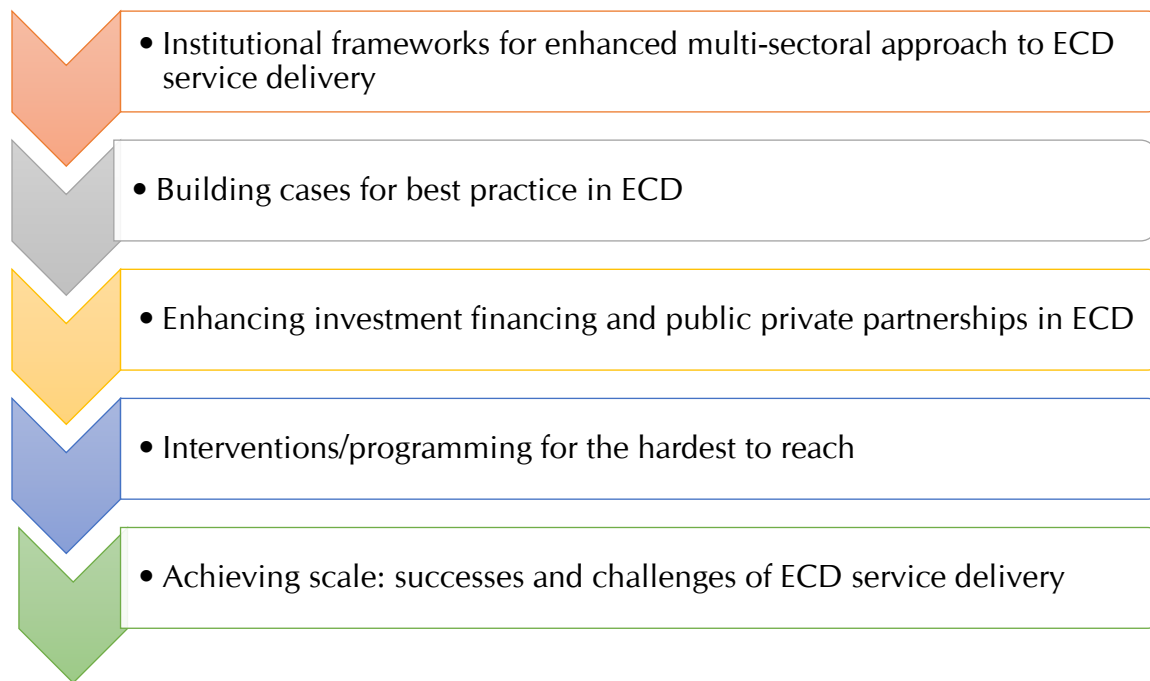 • Institutional frameworks for enhanced multi-sectoral approach to ECD
service delivery
• Building cases for best practice in ECD
• Enhancing investment financing and public private partnerships in ECD
• Interventions/programming for the hardest to reach
• Achieving scale: successes and challenges of ECD service delivery